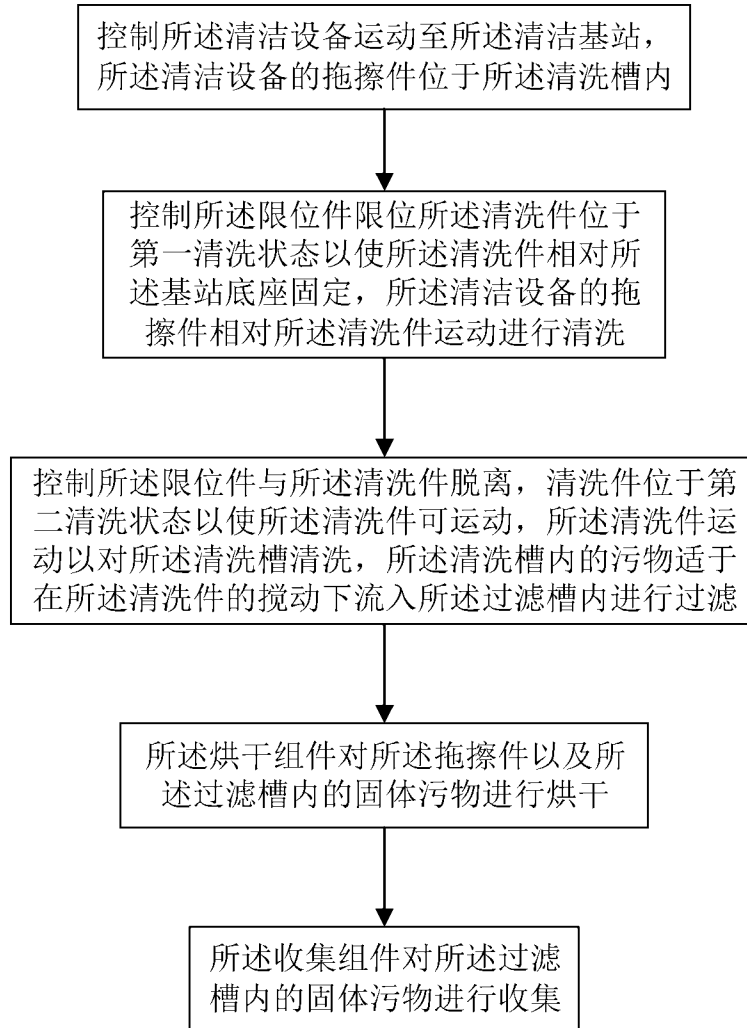 控制所述清洁设备运动至所述清洁基站，
所述清洁设备的拖擦件位于所述清洗槽内
控制所述限位件限位所述清洗件位于
第一清洗状态以使所述清洗件相对所
述基站底座固定，所述清洁设备的拖
擦件相对所述清洗件运动进行清洗
控制所述限位件与所述清洗件脱离，清洗件位于第
二清洗状态以使所述清洗件可运动，所述清洗件运
动以对所述清洗槽清洗，所述清洗槽内的污物适于
在所述清洗件的搅动下流入所述过滤槽内进行过滤
所述烘干组件对所述拖擦件以及所
述过滤槽内的固体污物进行烘干
所述收集组件对所述过滤
槽内的固体污物进行收集